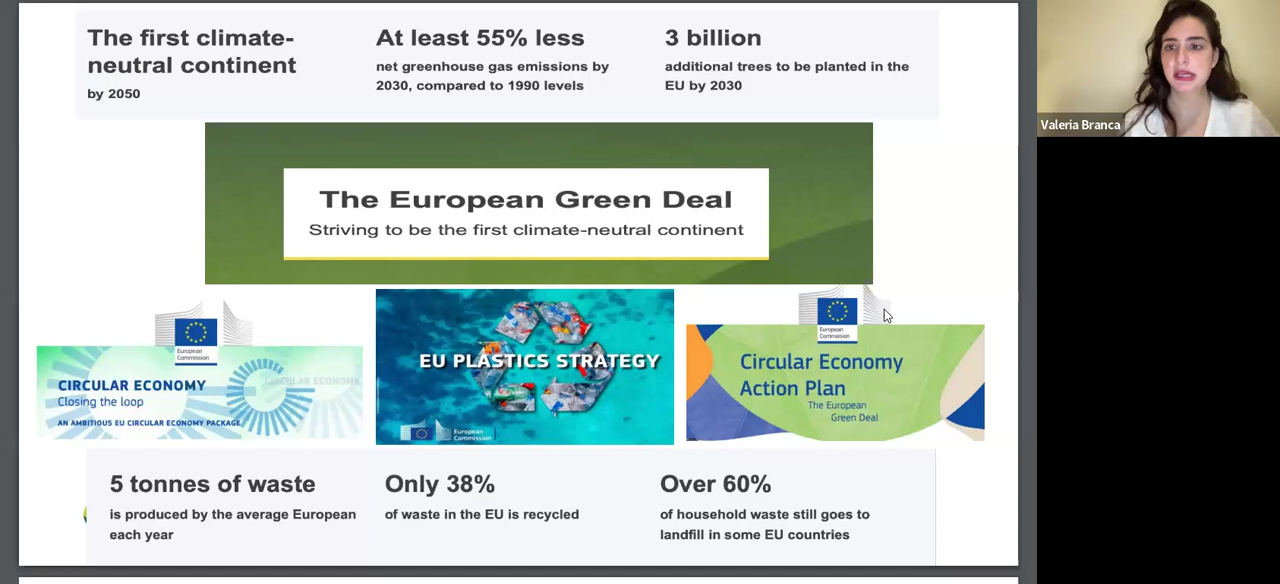 The first climate-
neutral continent
by 2050
At least 55% less
net greenhouse gas emissions by
2030, compared to 1990 levels
3 billion
additional trees to be planted in the
EU by 2030
Valeria Branca
The European Green Deal
Striving to be the first climate-neutral continent
European
Commission
CIRCULAR ECONOMY
Closing the loop
AN AMBITIOUS EU CIRCULAR ECONOMY PACKAGE
CIRCULAR ECONOMY
EU PLASTICS STRATEGY
European
Commission
European
Commission
Circular Economy
Action Plan
The European
Green Deal
5 tonnes of waste
is produced by the average European
each year
Only 38%
of waste in the EU is recycled
Over 60%
of household waste still goes to
landfill in some EU countries